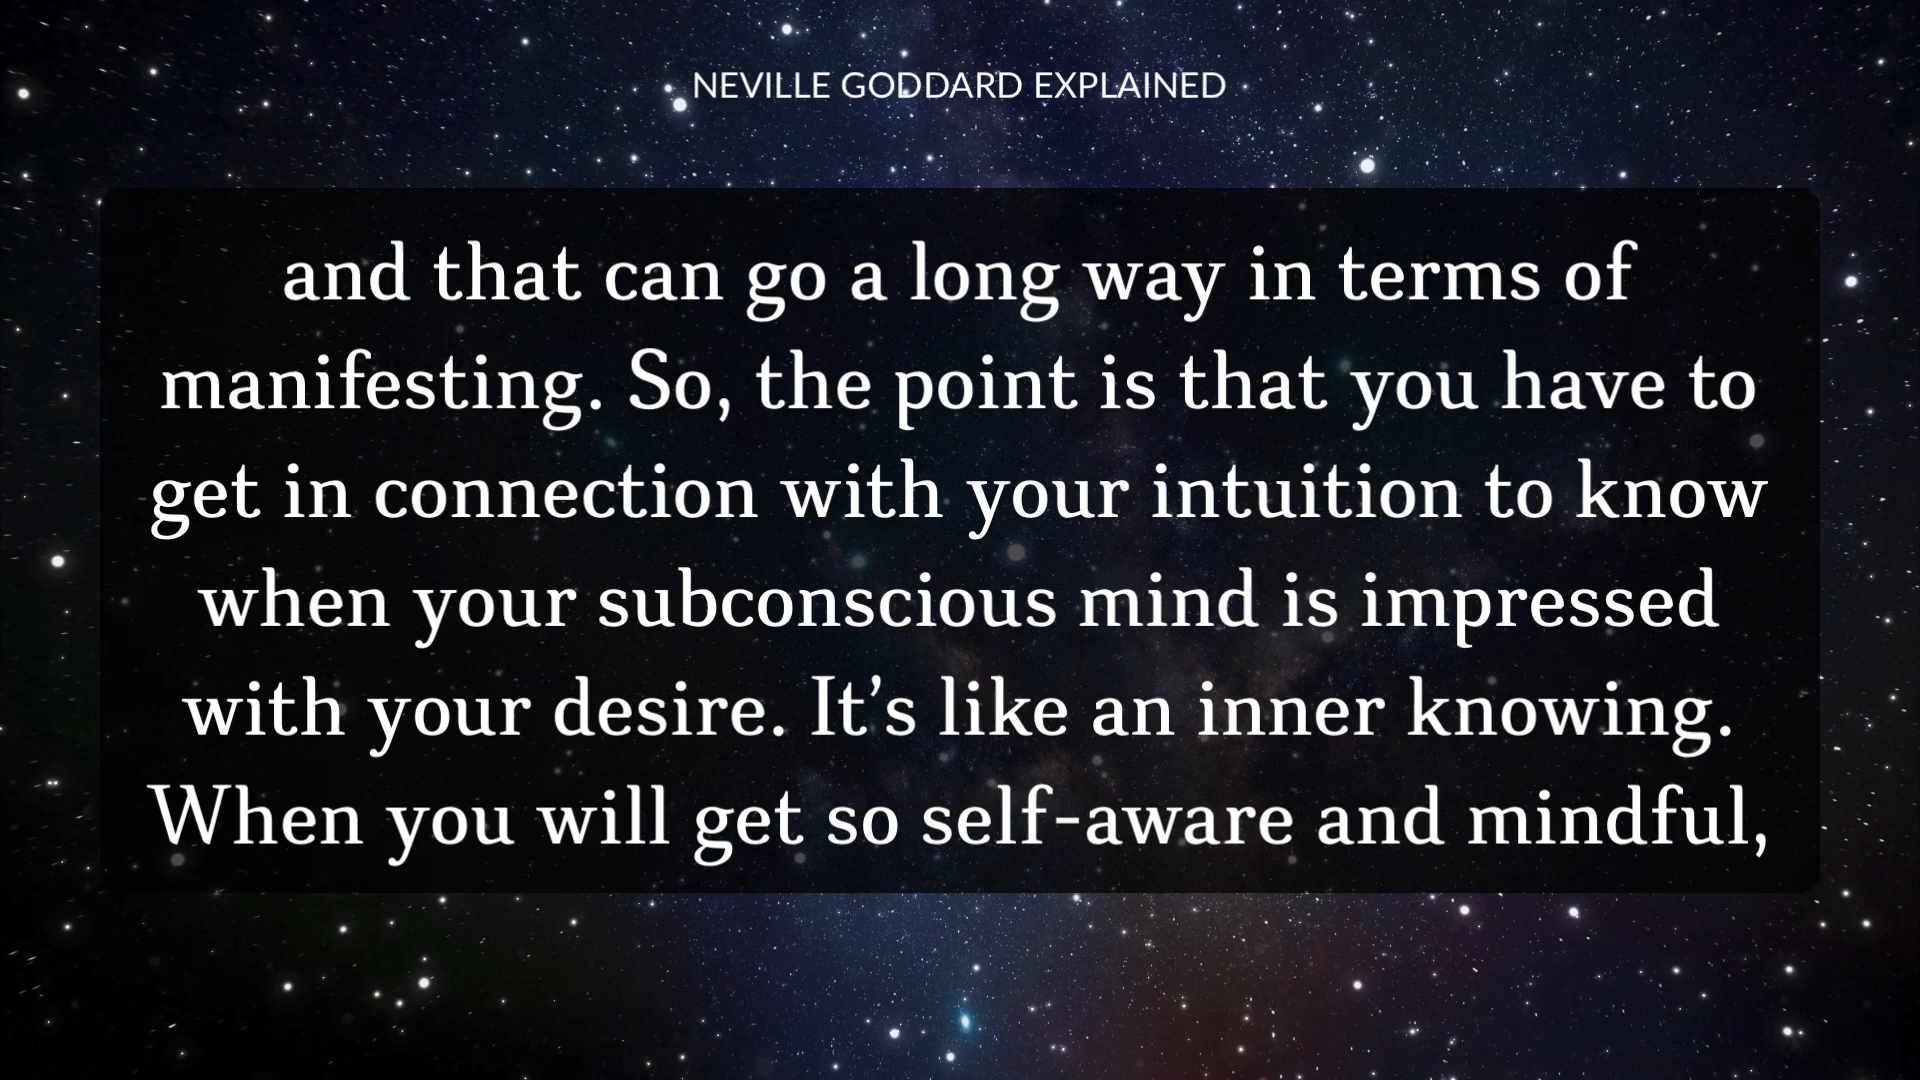 NEVILLE GODDARD EXPLAINED
and that can go a long way in terms of
manifesting. So, the point is that you have to
get in connection with your intuition to know
when your subconscious mind is impressed
with your desire. It’s like an inner knowing.
When you will get so self-aware and mindful,